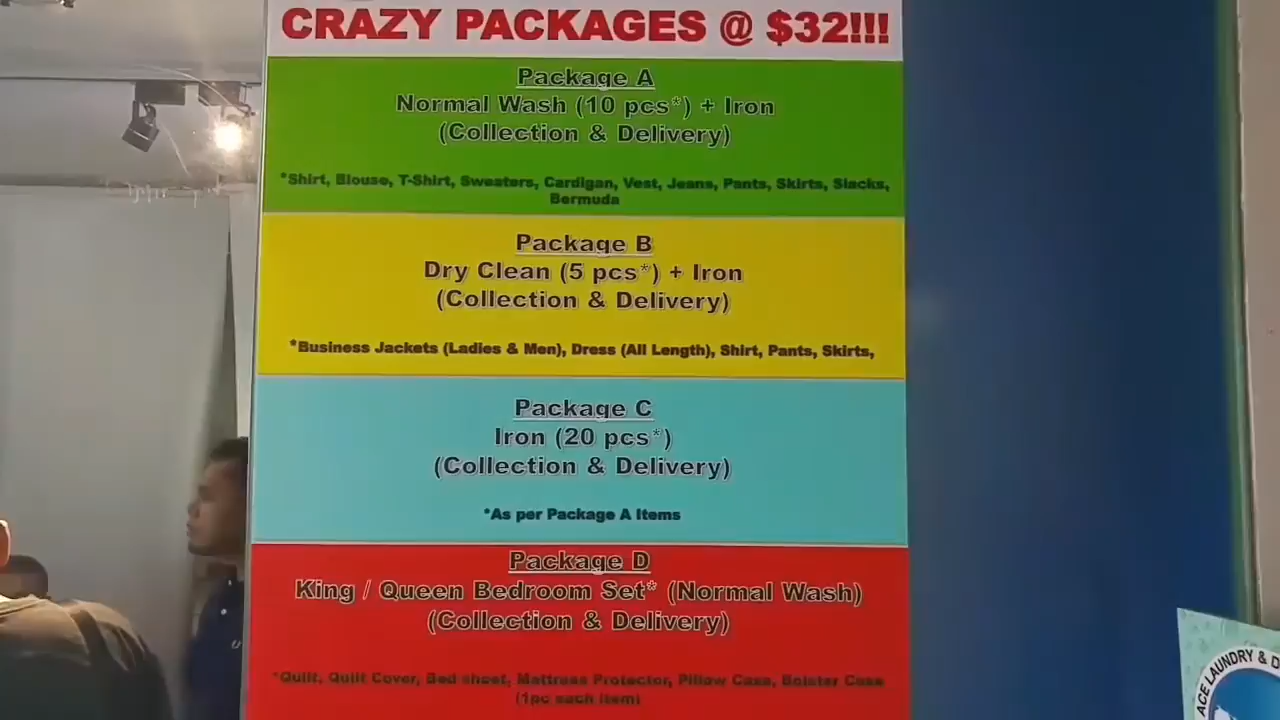 CRAZY PACKAGES @ $32!!!
Package A
Normal Wash (10 pcs*) + Iron
(Collection & Delivery)
*Shirt, Blouse, T-Shirt, Sweaters, Cardigan, Vest, Jeans, Pants, Skirts, Slacks,
Bermuda
Package B
Dry Clean (5 pcs*) + Iron
(Collection & Delivery)
*Business Jackets (Ladies & Men), Dress (All Length), Shirt, Pants, Skirts,
Package C
Iron (20 pcs*)
(Collection & Delivery)
*As per Package A Items
Package D
King / Queen Bedroom Set* (Normal Wash)
(Collection & Delivery)
*Quilt, Quilt Cover, Bed sheet, Mattress Protector, Pillow Case, Bolster Case
(1pc each item)
ACE LAUNDRY & D